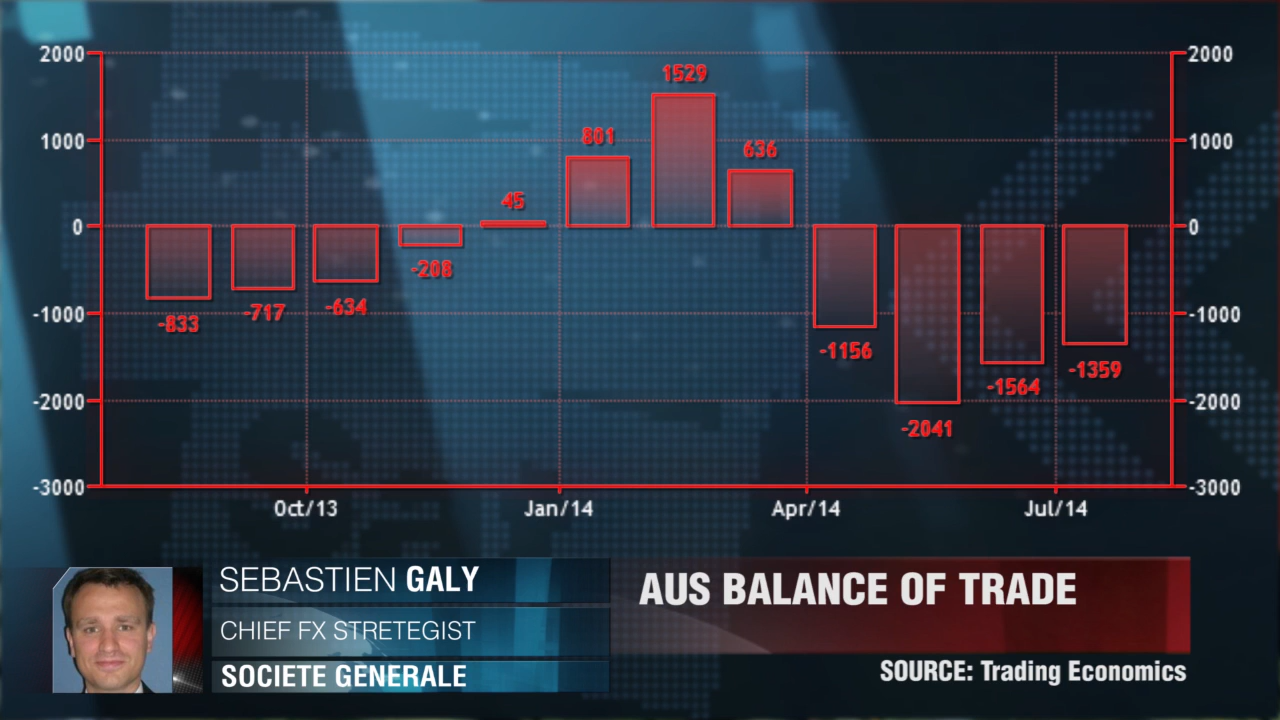 2000 2000
1529
1000 801 636 1000
45
0 0
-208
-833 -717 -634
-1000 -1000
-1156
-1564 -1359
-2000 -2000
-2041
-3000 -3000
Oct/13 Jan/14 Apr/14 Jul/14
SEBASTIEN GALY
CHIEF FX STRETEGIST
SOCIETE GENERALE
AUS BALANCE OF TRADE
SOURCE: Trading Economics